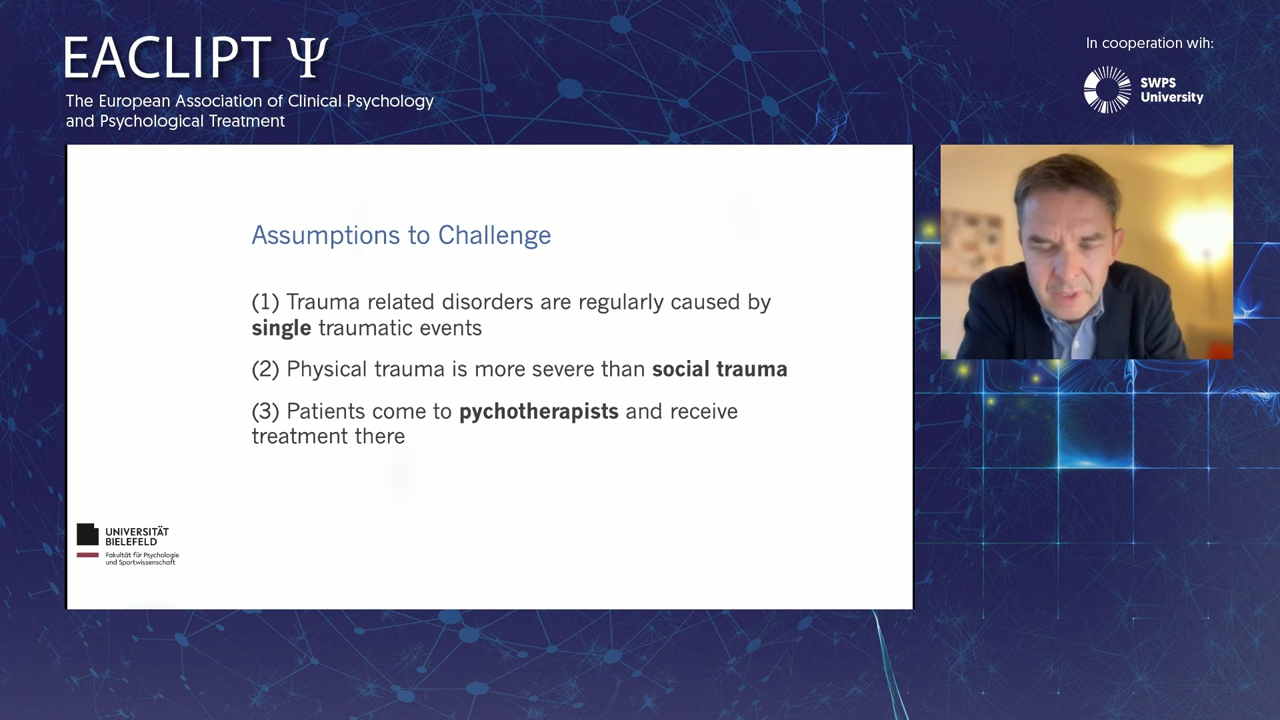 EACLIPT Ψ
The European Association of Clinical Psychology
and Psychological Treatment
In cooperation wih:
SWPS
University
Assumptions to Challenge
(1) Trauma related disorders are regularly caused by
single traumatic events
(2) Physical trauma is more severe than social trauma
(3) Patients come to pychotherapists and receive
treatment there
UNIVERSITÄT
BIELEFELD
Fakultät für Psychologie
und Sportwissenschaft